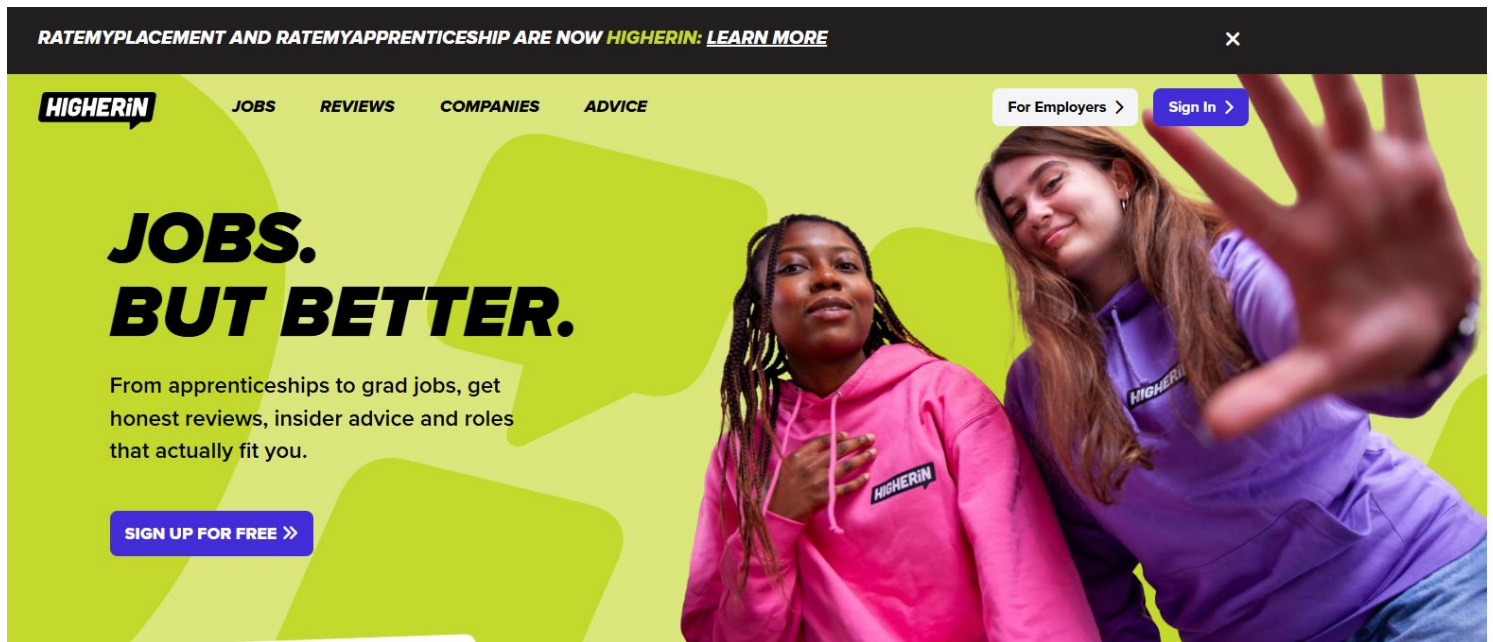 RATEMYPLACEMENT AND RATEMYAPPRENTICESHIP ARE NOW HIGHERIN: LEARN MORE
HIGHERiN
JOBS
REVIEWS
COMPANIES
ADVICE
For Employers
Sign In
JOBS.
BUT BETTER.
From apprenticeships to grad jobs, get
honest reviews, insider advice and roles
that actually fit you.
SIGN UP FOR FREE
HIGHERiN